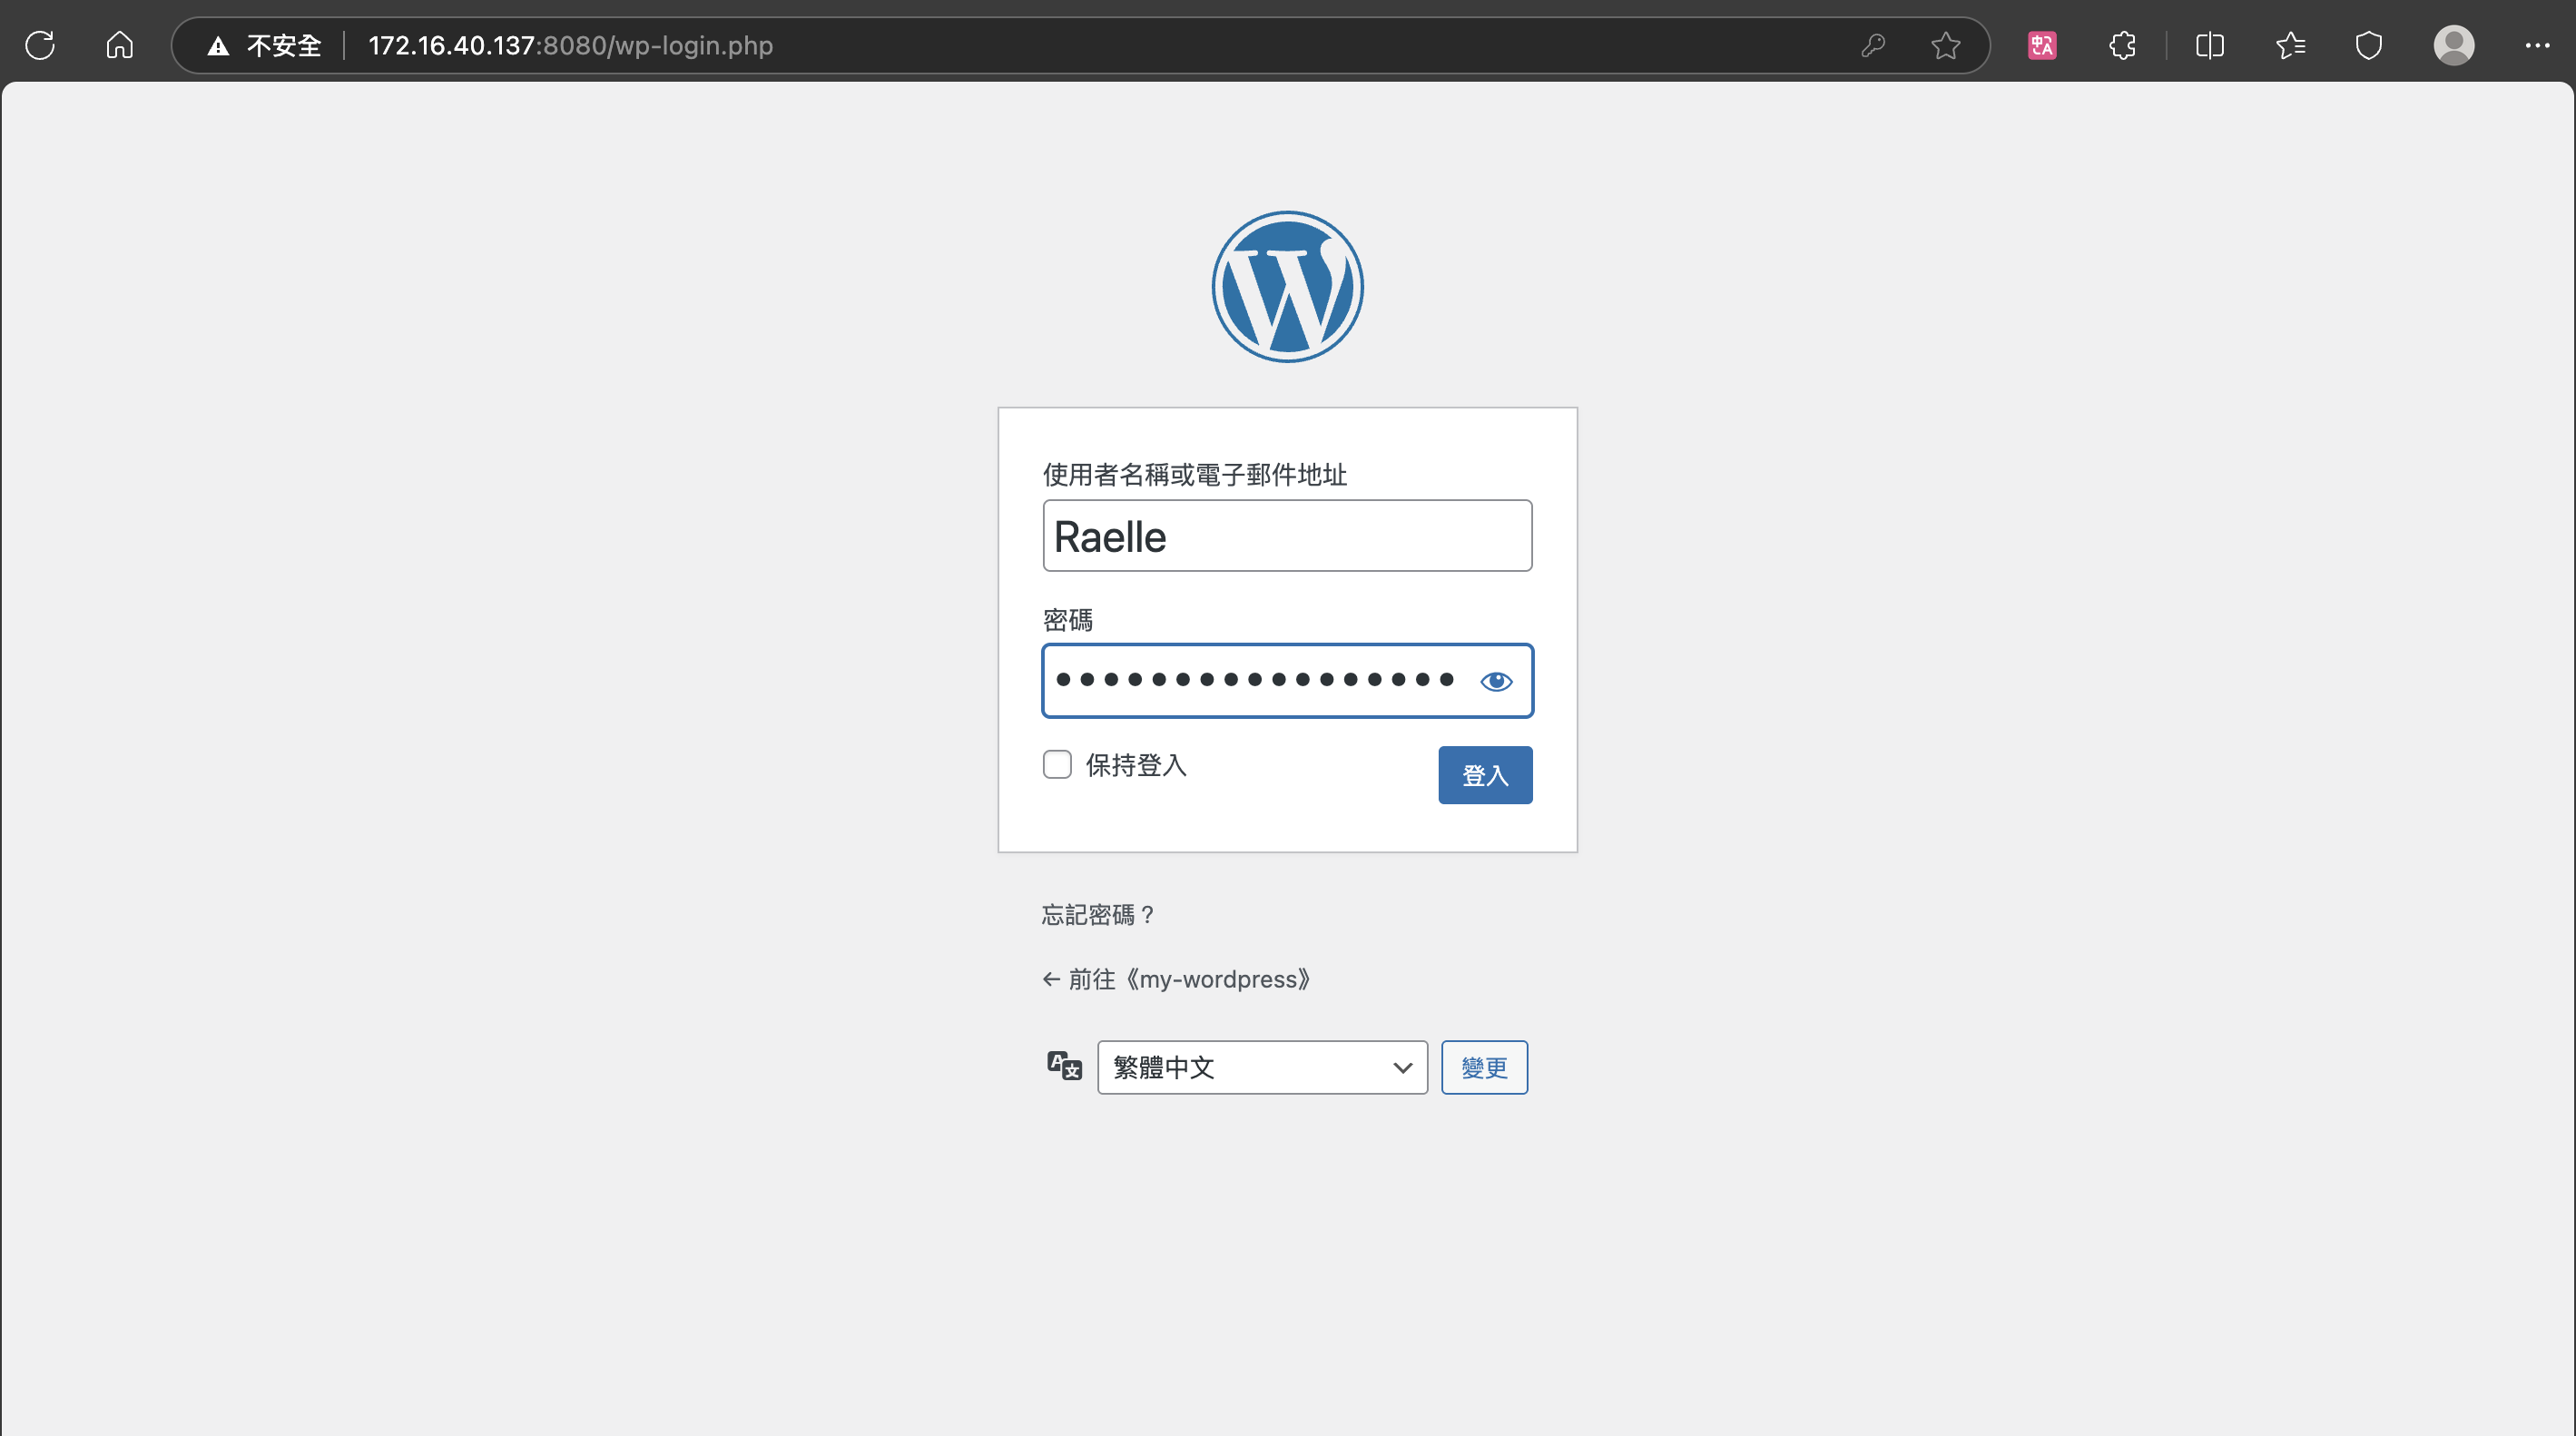 不安全 172.16.40.137:8080/wp-login.php
使用者名稱或電子郵件地址
Raelle
密碼
保持登入
登入
忘記密碼？
← 前往《my-wordpress》
繁體中文
變更